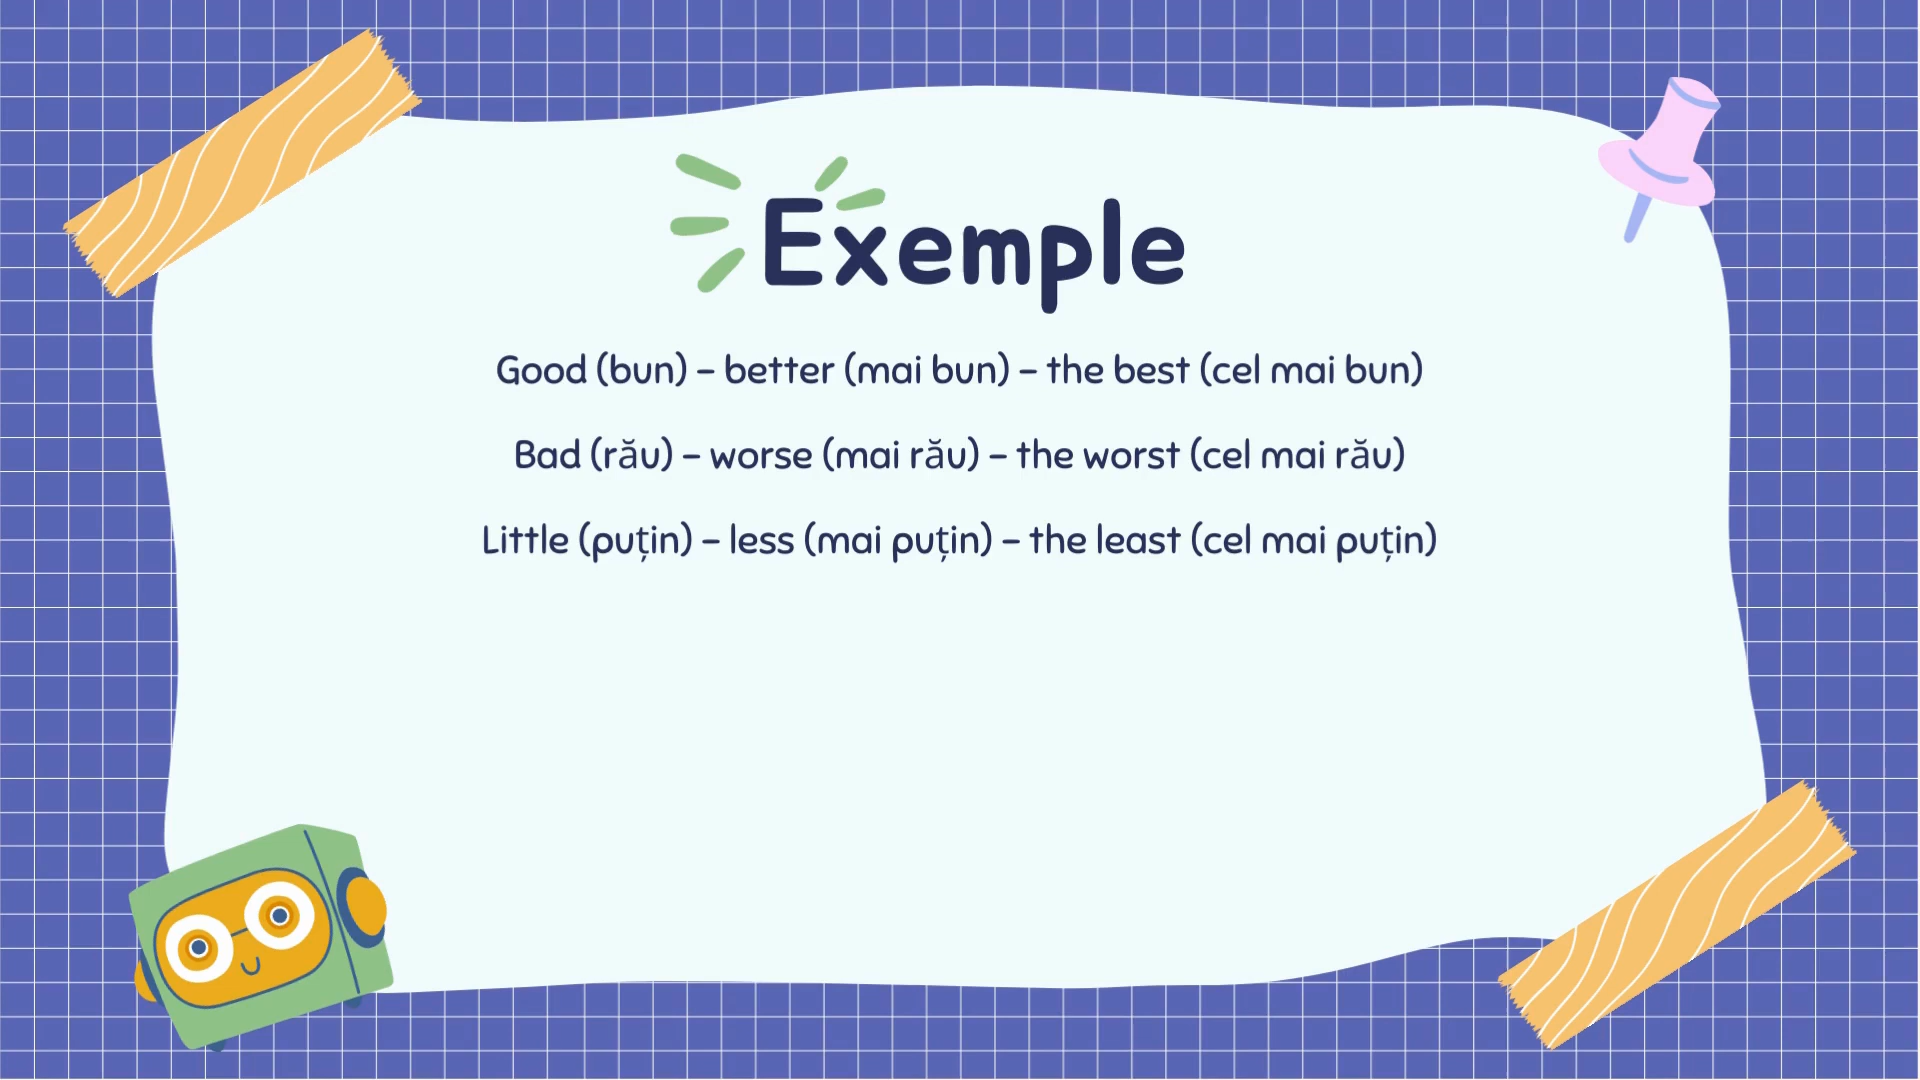 Exemple
Good (bun) – better (mai bun) – the best (cel mai bun)
Bad (rău) – worse (mai rău) – the worst (cel mai rău)
Little (puțin) – less (mai puțin) – the least (cel mai puțin)